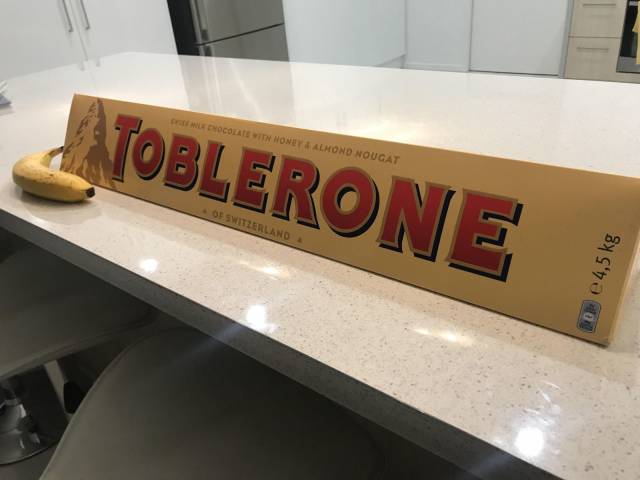 SWISS MILK CHOCOLATE WITH HONEY & ALMOND NOUGAT
TOBLERONE
▲ OF SWITZERLAND ▲
℮ 4,5 kg